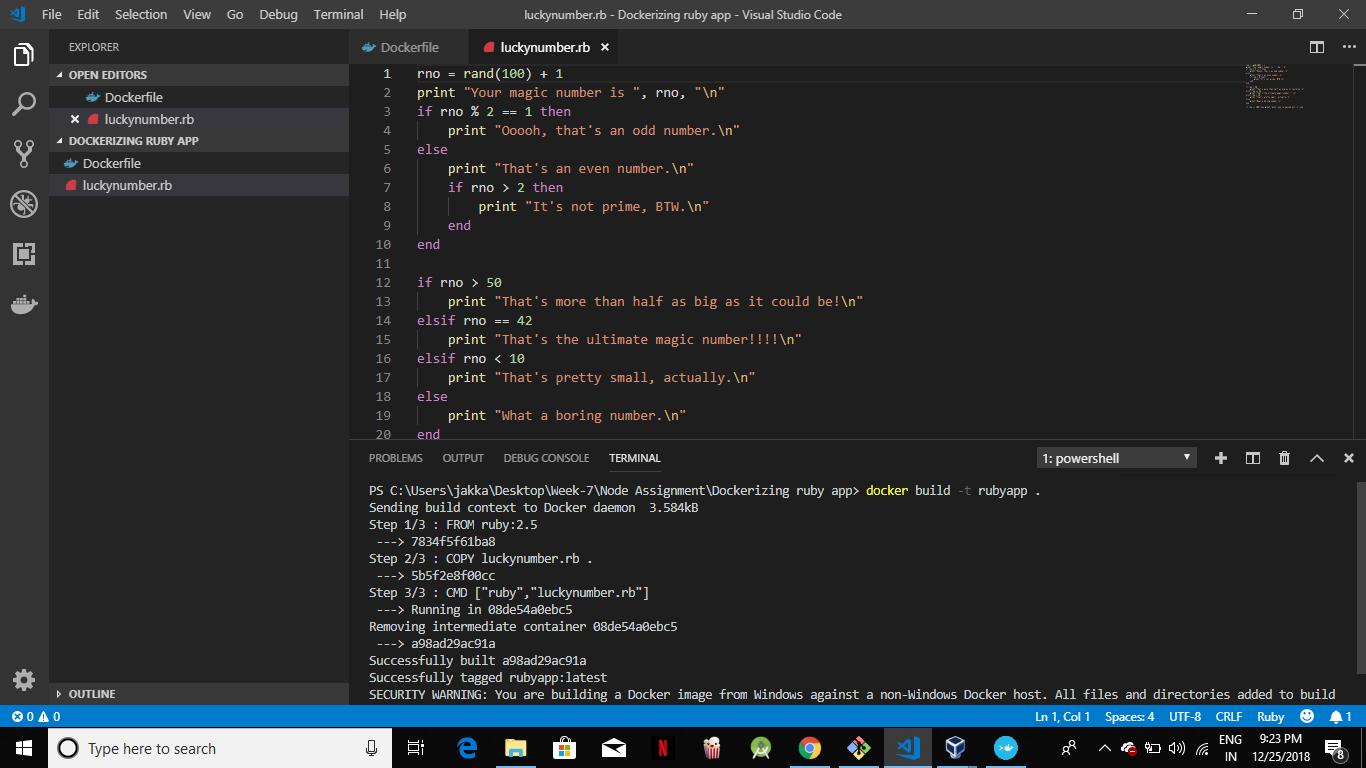 File Edit Selection View Go Debug Terminal Help
luckynumber.rb - Dockerizing ruby app - Visual Studio Code
EXPLORER
OPEN EDITORS
Dockerfile
luckynumber.rb
DOCKERIZING RUBY APP
Dockerfile
luckynumber.rb
OUTLINE
Dockerfile
luckynumber.rb
1 rno = rand(100) + 1
2 print "Your magic number is ", rno, "\n"
3 if rno % 2 == 1 then
4 print "Ooooh, that's an odd number.\n"
5 else
6 print "That's an even number.\n"
7 if rno > 2 then
8 print "It's not prime, BTW.\n"
9 end
10 end
11
12 if rno > 50
13 print "That's more than half as big as it could be!\n"
14 elsif rno == 42
15 print "That's the ultimate magic number!!!!\n"
16 elsif rno < 10
17 print "That's pretty small, actually.\n"
18 else
19 print "What a boring number.\n"
20 end
PROBLEMS OUTPUT DEBUG CONSOLE TERMINAL
1: powershell
PS C:\Users\jakka\Desktop\Week-7\Node Assignment\Dockerizing ruby app> docker build -t rubyapp .
Sending build context to Docker daemon  3.584kB
Step 1/3 : FROM ruby:2.5
 ---> 7834f5f61ba8
Step 2/3 : COPY luckynumber.rb .
 ---> 5b5f2e8f00cc
Step 3/3 : CMD ["ruby","luckynumber.rb"]
 ---> Running in 08de54a0ebc5
Removing intermediate container 08de54a0ebc5
 ---> a98ad29ac91a
Successfully built a98ad29ac91a
Successfully tagged rubyapp:latest
SECURITY WARNING: You are building a Docker image from Windows against a non-Windows Docker host. All files and directories added to build
0 0
Ln 1, Col 1 Spaces: 4 UTF-8 CRLF Ruby 1
Type here to search
ENG
IN
9:23 PM
12/25/2018
8